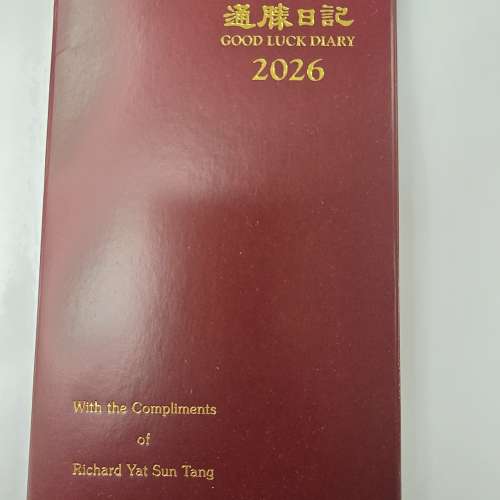 通勝日記
GOOD LUCK DIARY
2026
With the Compliments
of
Richard Yat Sun Tang